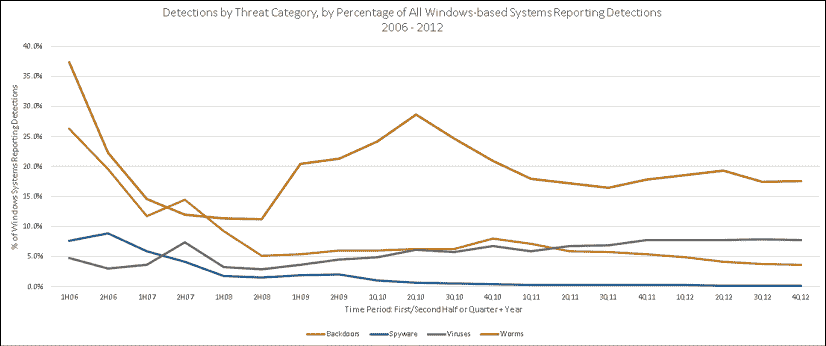 Detections by Threat Category, by Percentage of All Windows-based Systems Reporting Detections
2006 - 2012
% of Windows Systems Reporting Detections
40.0%
35.0%
30.0%
25.0%
20.0%
15.0%
10.0%
5.0%
0.0%
1H06 2H06 1H07 2H07 1H08 2H08 1H09 2H09 1Q10 2Q10 3Q10 4Q10 1Q11 2Q11 3Q11 4Q11 1Q12 2Q12 3Q12 4Q12
Time Period: First/Second Half or Quarter + Year
Backdoors Spyware Viruses Worms